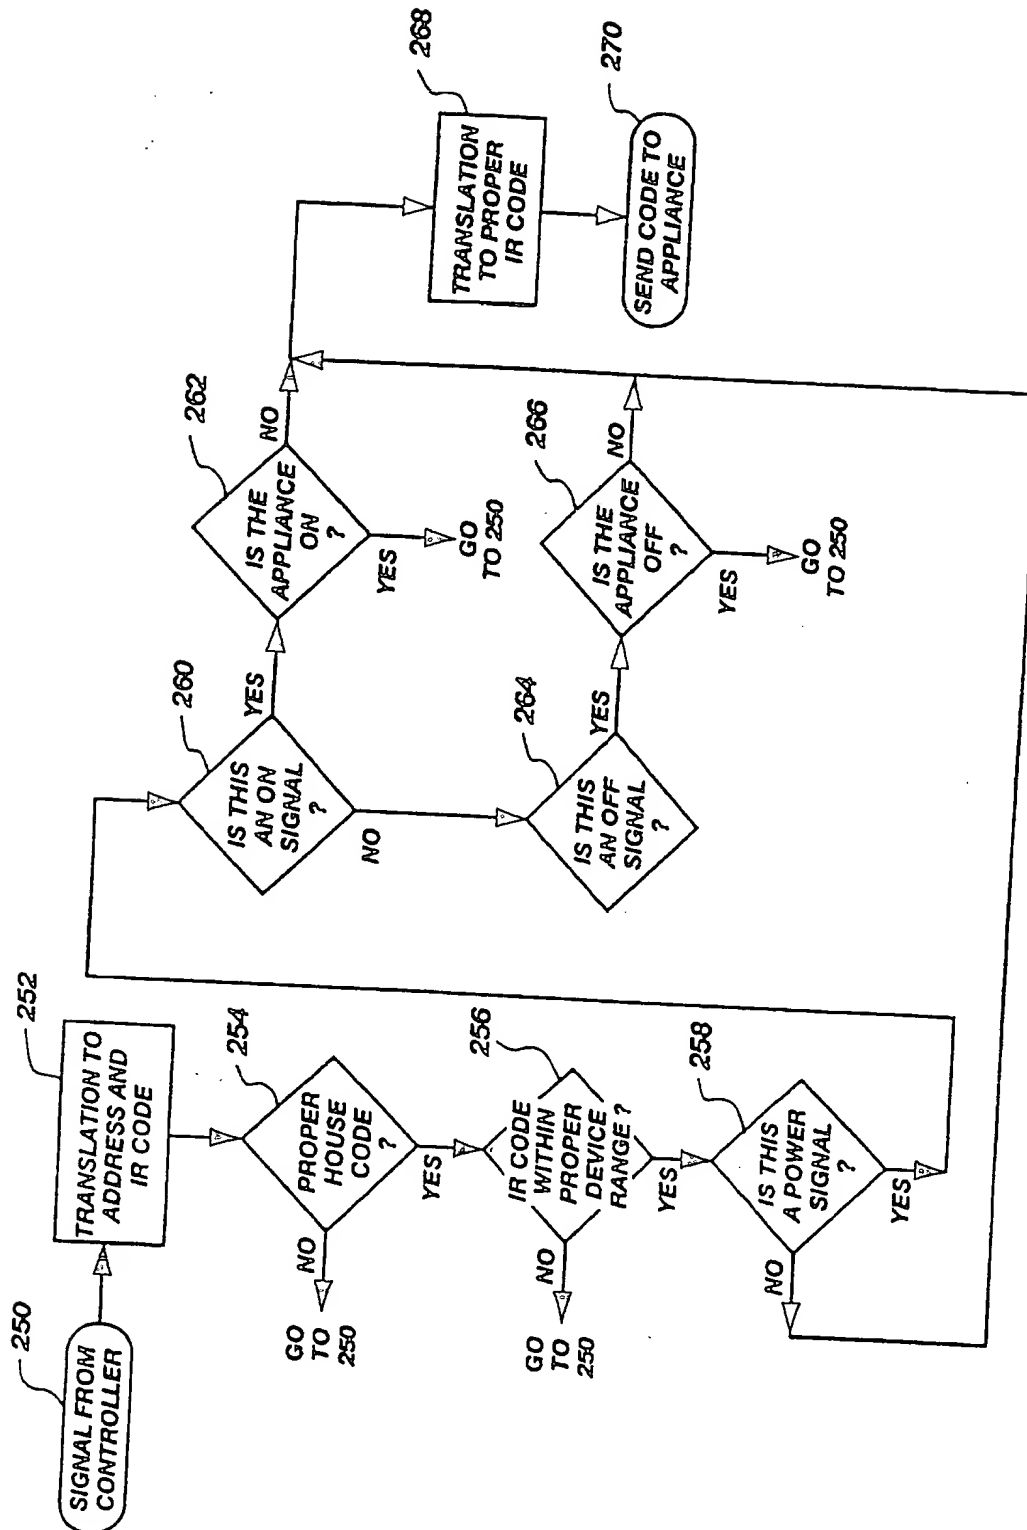 250
SIGNAL FROM
CONTROLLER
252
TRANSLATION TO
ADDRESS AND
IR CODE
254
PROPER
HOUSE
CODE
?
NO
GO
TO
250
YES
256
IR CODE
WITHIN
PROPER
DEVICE
RANGE?
NO
GO
TO
250
YES
258
IS THIS
A POWER
SIGNAL
?
NO
YES
260
IS THIS
AN ON
SIGNAL
?
YES
NO
262
IS THE
APPLIANCE
ON
?
NO
YES
GO
TO 250
264
IS THIS
AN OFF
SIGNAL
?
YES
266
IS THE
APPLIANCE
OFF
?
NO
YES
GO
TO 250
268
TRANSLATION
TO PROPER
IR CODE
270
SEND CODE TO
APPLIANCE